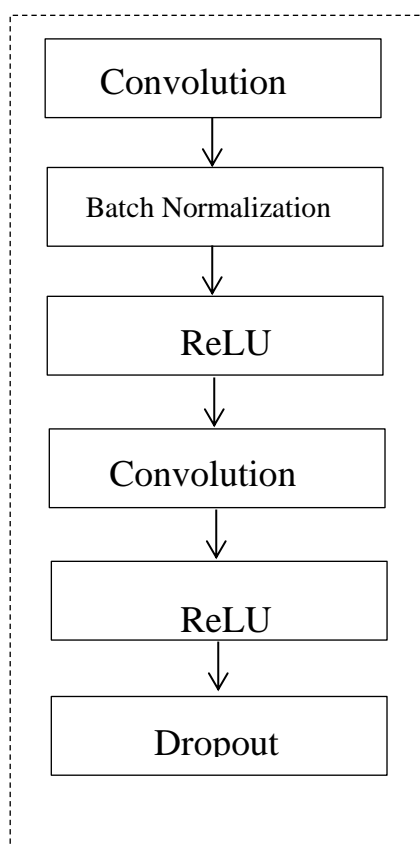 Convolution
Batch Normalization
ReLU
Convolution
ReLU
Dropout